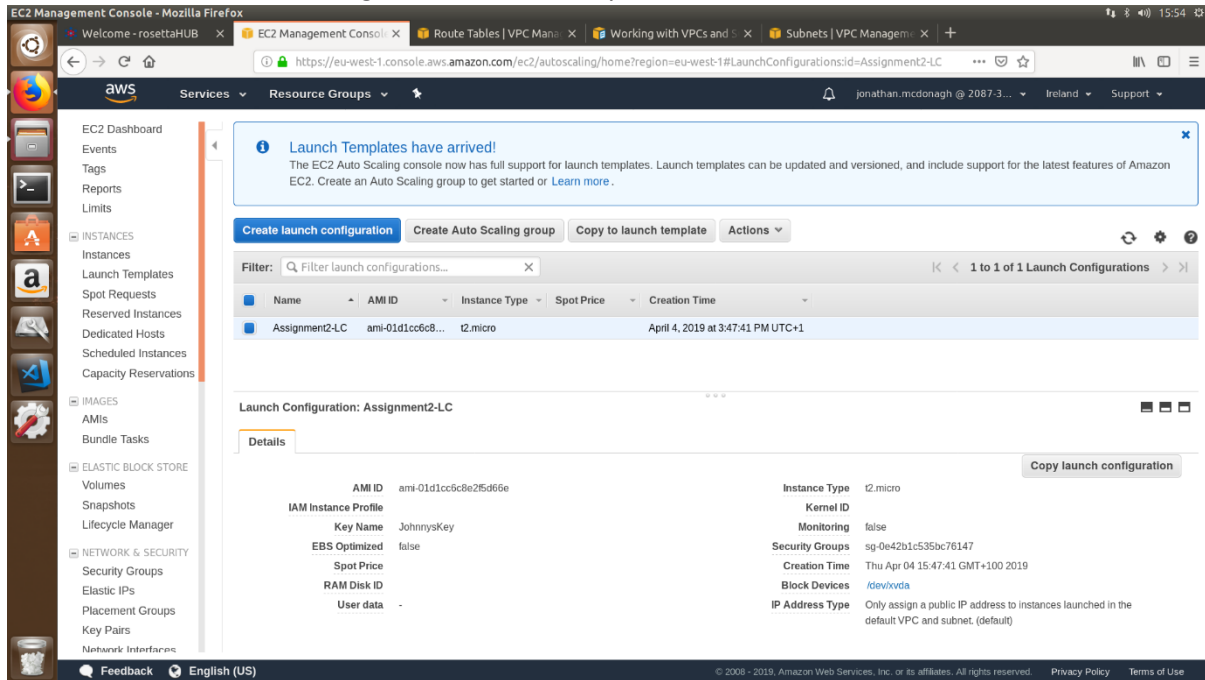 EC2 Management Console - Mozilla Firefox
15:54
Welcome - rosettaHUB
EC2 Management Consol
Route Tables | VPC Mana
Working with VPCs and S
Subnets | VPC Manageme
https://eu-west-1.console.aws.amazon.com/ec2/autoscaling/home?region=eu-west-1#LaunchConfigurations:id=Assignment2-LC
aws
Services
Resource Groups
jonathan.mcdonagh @ 2087-3...
Ireland
Support
EC2 Dashboard
Events
Tags
Reports
Limits
INSTANCES
Instances
Launch Templates
Spot Requests
Reserved Instances
Dedicated Hosts
Scheduled Instances
Capacity Reservations
IMAGES
AMIs
Bundle Tasks
ELASTIC BLOCK STORE
Volumes
Snapshots
Lifecycle Manager
NETWORK & SECURITY
Security Groups
Elastic IPs
Placement Groups
Key Pairs
Network Interfaces
Launch Templates have arrived!
The EC2 Auto Scaling console now has full support for launch templates. Launch templates can be updated and versioned, and include support for the latest features of Amazon
EC2. Create an Auto Scaling group to get started or Learn more.
Create launch configuration
Create Auto Scaling group
Copy to launch template
Actions
Filter:
Filter launch configurations...
1 to 1 of 1 Launch Configurations
Name AMI ID Instance Type Spot Price Creation Time
Assignment2-LC ami-01d1cc6c8... t2.micro April 4, 2019 at 3:47:41 PM UTC+1
Launch Configuration: Assignment2-LC
Details
Copy launch configuration
AMI ID ami-01d1cc6c8e2f5d66e
IAM Instance Profile
Key Name JohnnysKey
EBS Optimized false
Spot Price
RAM Disk ID
User data -
Instance Type t2.micro
Kernel ID
Monitoring false
Security Groups sg-0e42b1c535bc76147
Creation Time Thu Apr 04 15:47:41 GMT+100 2019
Block Devices /dev/xvda
IP Address Type Only assign a public IP address to instances launched in the
default VPC and subnet. (default)
Feedback
English (US)
© 2008 - 2019, Amazon Web Services, Inc. or its affiliates. All rights reserved.
Privacy Policy
Terms of Use